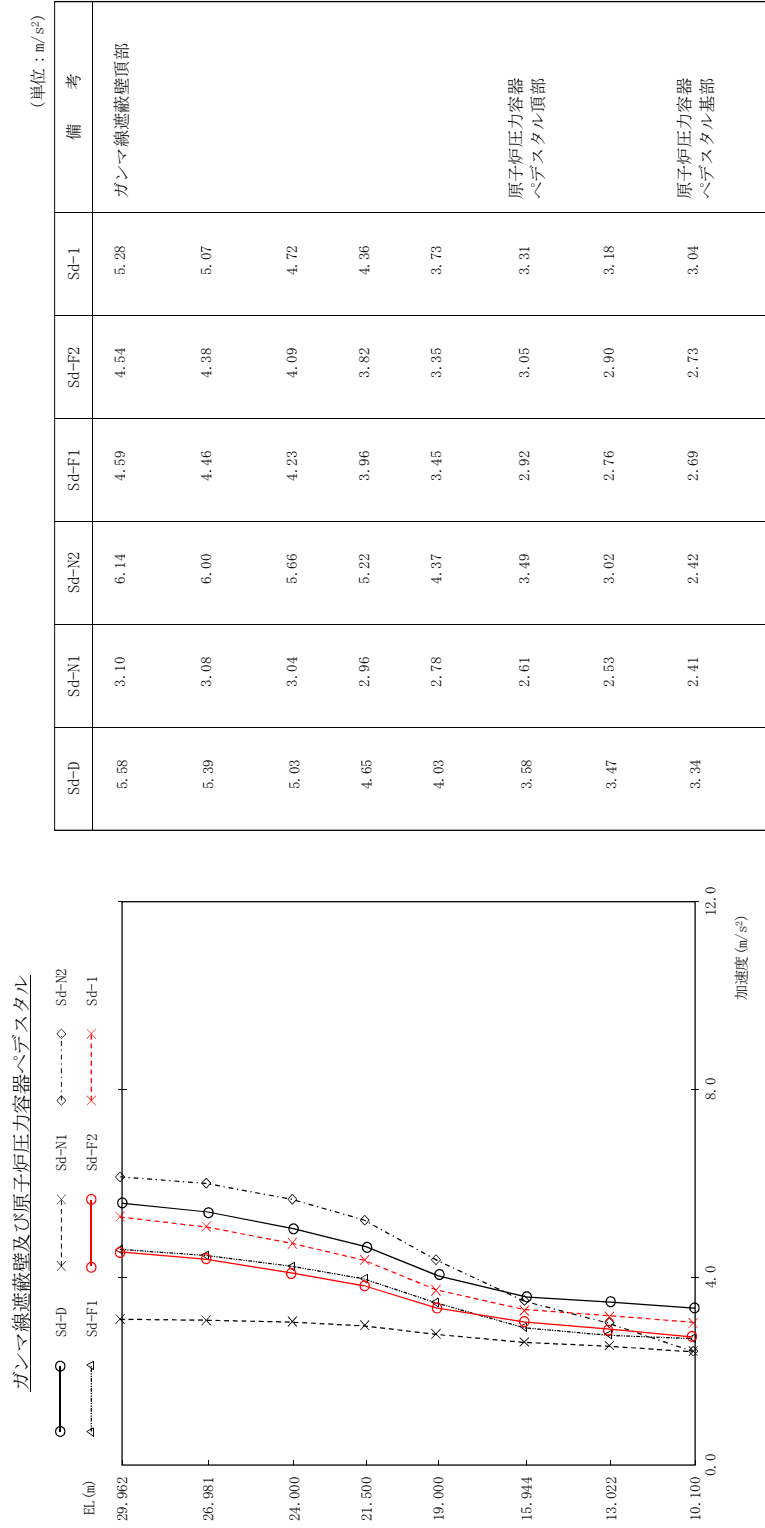 ガンマ線遮蔽壁及び原子炉圧力容器ペデスタル
Sd-D Sd-N1 Sd-N2
Sd-F1 Sd-F2 Sd-1
EL(m)
29.962
26.981
24.000
21.500
19.000
15.944
13.022
10.100
0.0 4.0 8.0 12.0
加速度(m/s²)
(単位：m/s²)
Sd-D Sd-N1 Sd-N2 Sd-F1 Sd-F2 Sd-1 備 考
5.58 3.10 6.14 4.59 4.54 5.28 ガンマ線遮蔽壁頂部
5.39 3.08 6.00 4.46 4.38 5.07
5.03 3.04 5.66 4.23 4.09 4.72
4.65 2.96 5.22 3.96 3.82 4.36
4.03 2.78 4.37 3.45 3.35 3.73
3.58 2.61 3.49 2.92 3.05 3.31 原子炉圧力容器
ペデスタル頂部
3.47 2.53 3.02 2.76 2.90 3.18
3.34 2.41 2.42 2.69 2.73 3.04 原子炉圧力容器
ペデスタル基部